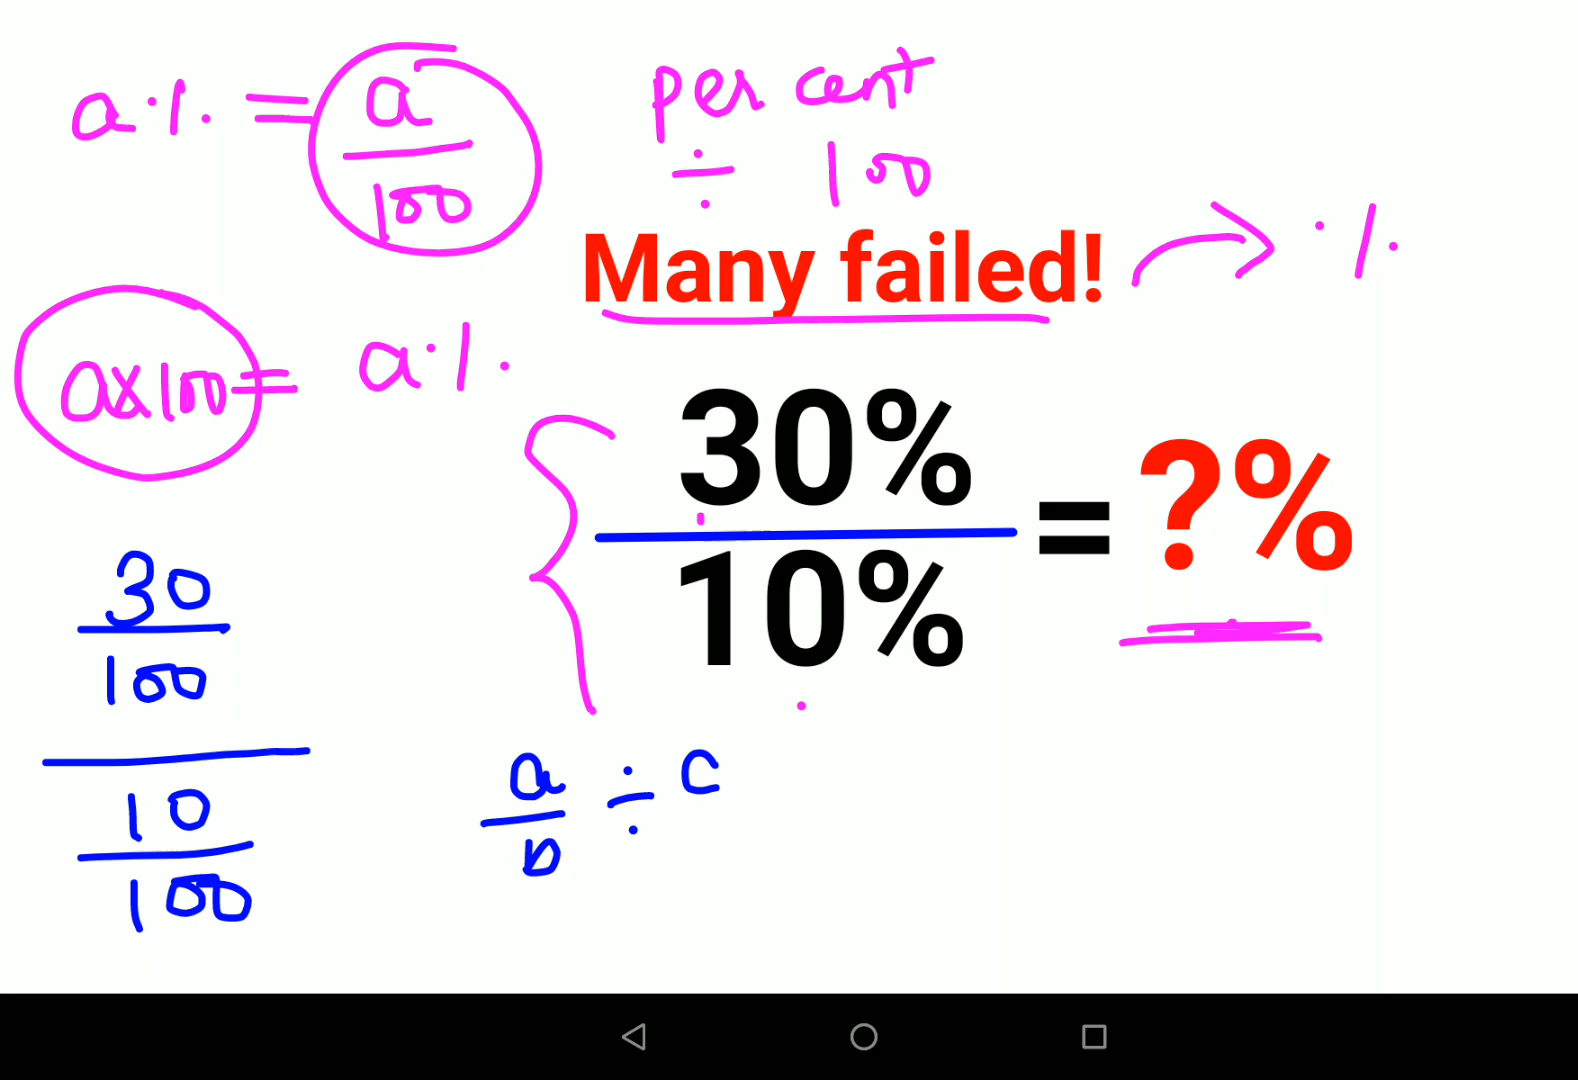 a% = a/100
per cent
÷ 100
Many failed! → %
a×100 = a%
30%
10%
= ?%
30
100
10
100
a/b ÷ c